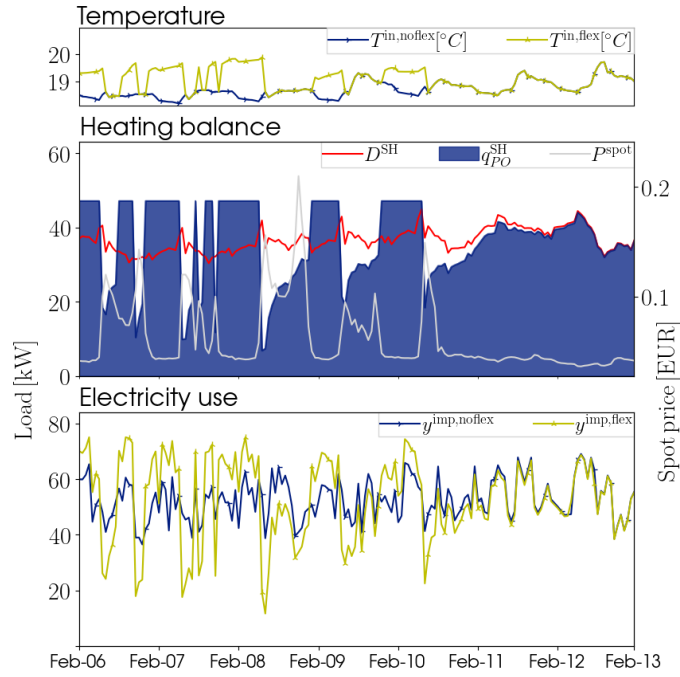 Temperature
T^in,noflex[°C] T^in,flex[°C]
20
19
Heating balance
D^SH q_PO^SH P^spot
60
40
20
0
0.2
0.1
Load [kW]
Spot price [EUR]
Electricity use
y^imp,noflex y^imp,flex
80
60
40
20
Feb-06 Feb-07 Feb-08 Feb-09 Feb-10 Feb-11 Feb-12 Feb-13